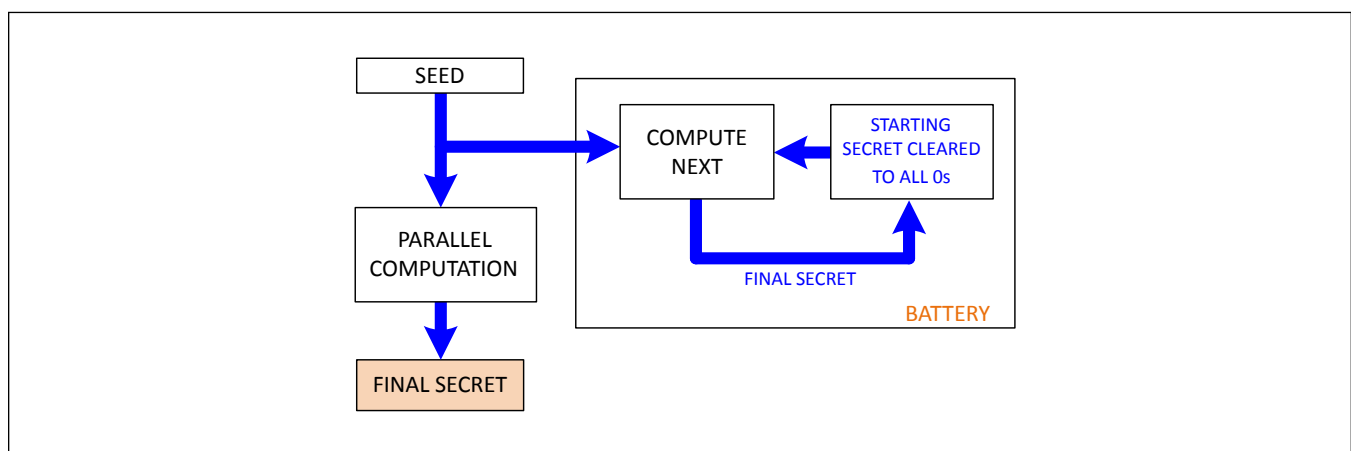 SEED
COMPUTE
NEXT
STARTING
SECRET CLEARED
TO ALL 0s
PARALLEL
COMPUTATION
FINAL SECRET
BATTERY
FINAL SECRET